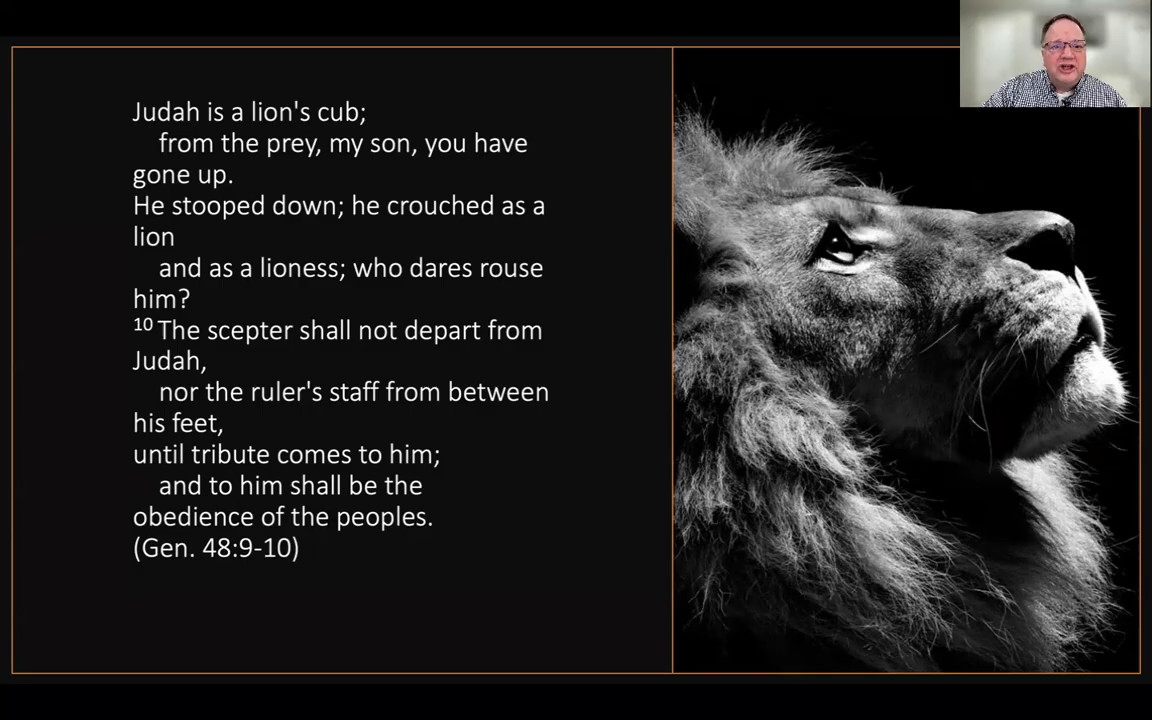 Judah is a lion's cub;
from the prey, my son, you have
gone up.
He stooped down; he crouched as a
lion
and as a lioness; who dares rouse
him?
10 The scepter shall not depart from
Judah,
nor the ruler's staff from between
his feet,
until tribute comes to him;
and to him shall be the
obedience of the peoples.
(Gen. 48:9-10)